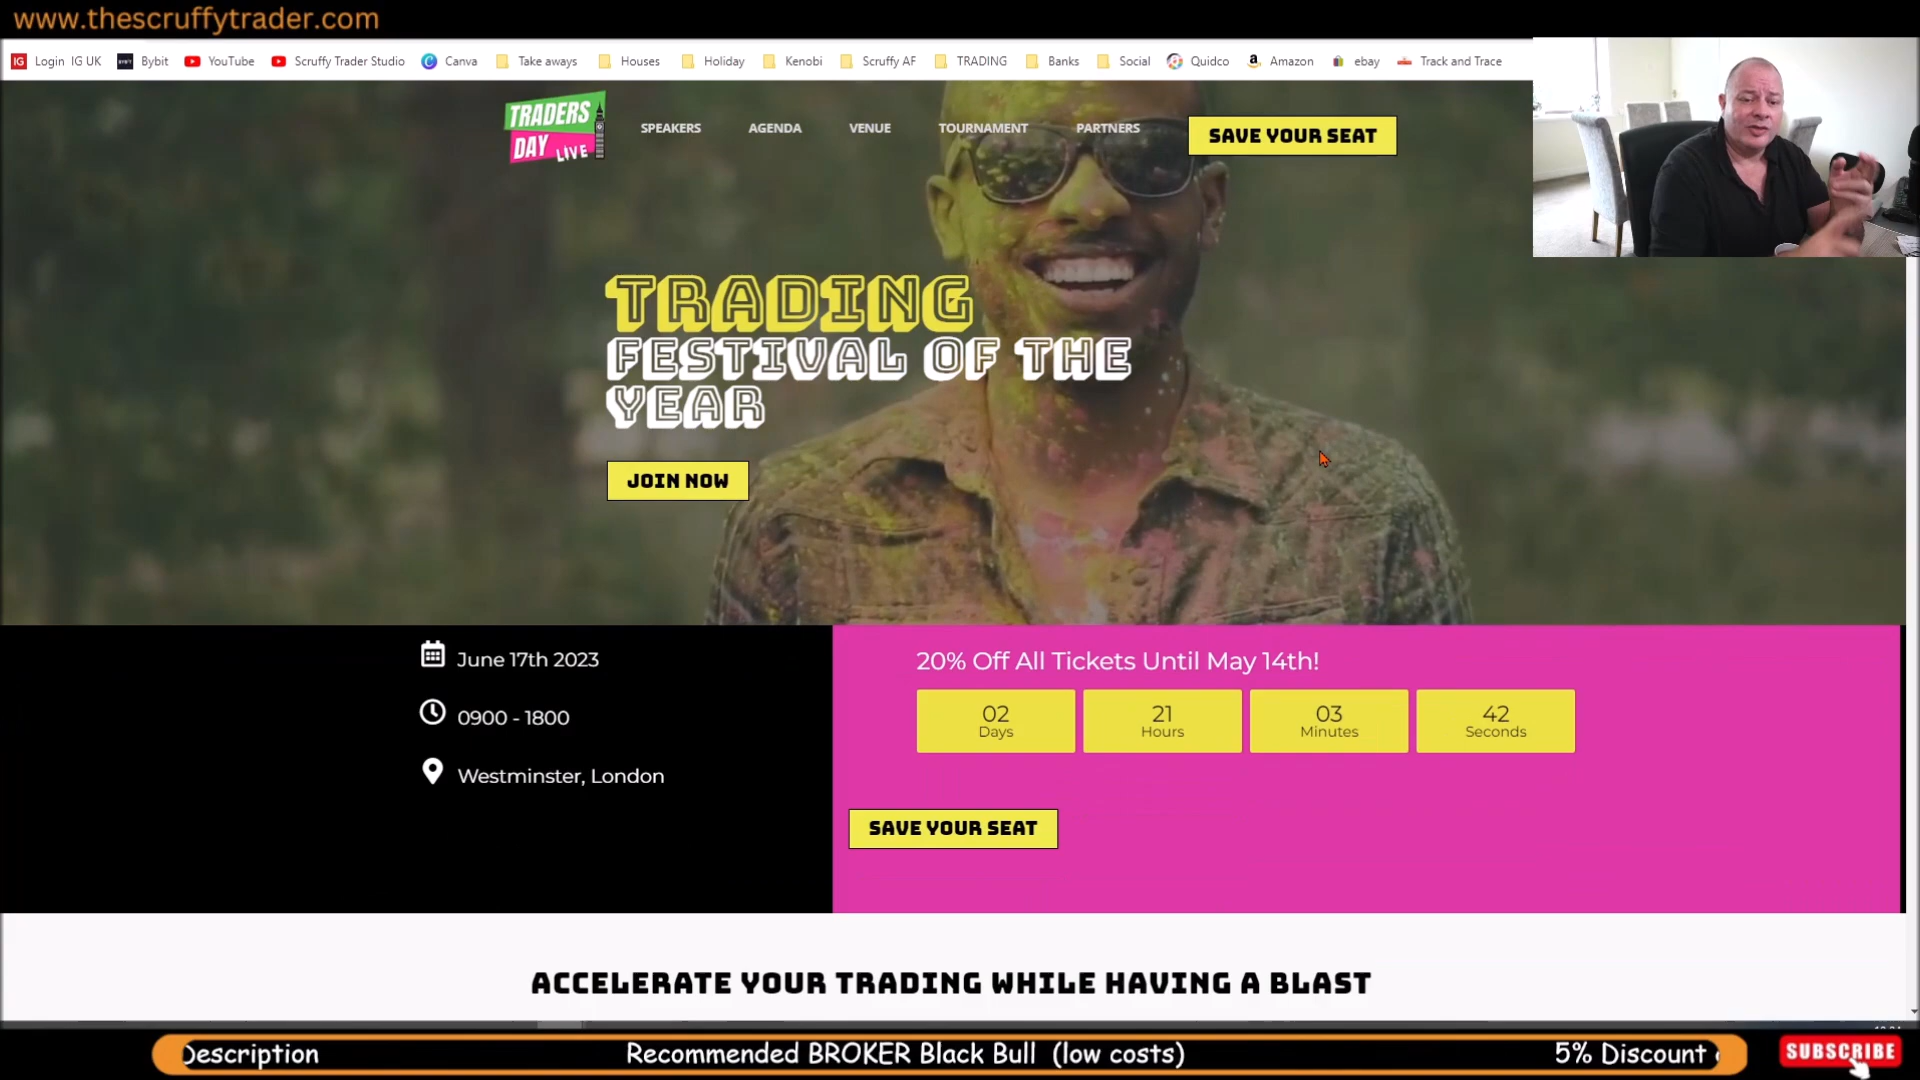 www.thescruffytrader.com
IG Login IG UK Bybit YouTube Scruffy Trader Studio Canva Take aways Houses Holiday Kenobi Scruffy AF TRADING Banks Social Quidco Amazon ebay Track and Trace
TRADERS DAY LIVE
SPEAKERS AGENDA VENUE TOURNAMENT PARTNERS SAVE YOUR SEAT
TRADING
FESTIVAL OF THE
YEAR
JOIN NOW
June 17th 2023
0900 - 1800
Westminster, London
20% Off All Tickets Until May 14th!
02 21 03 42
Days Hours Minutes Seconds
SAVE YOUR SEAT
ACCELERATE YOUR TRADING WHILE HAVING A BLAST
Description Recommended BROKER Black Bull (low costs) 5% Discount
SUBSCRIBE